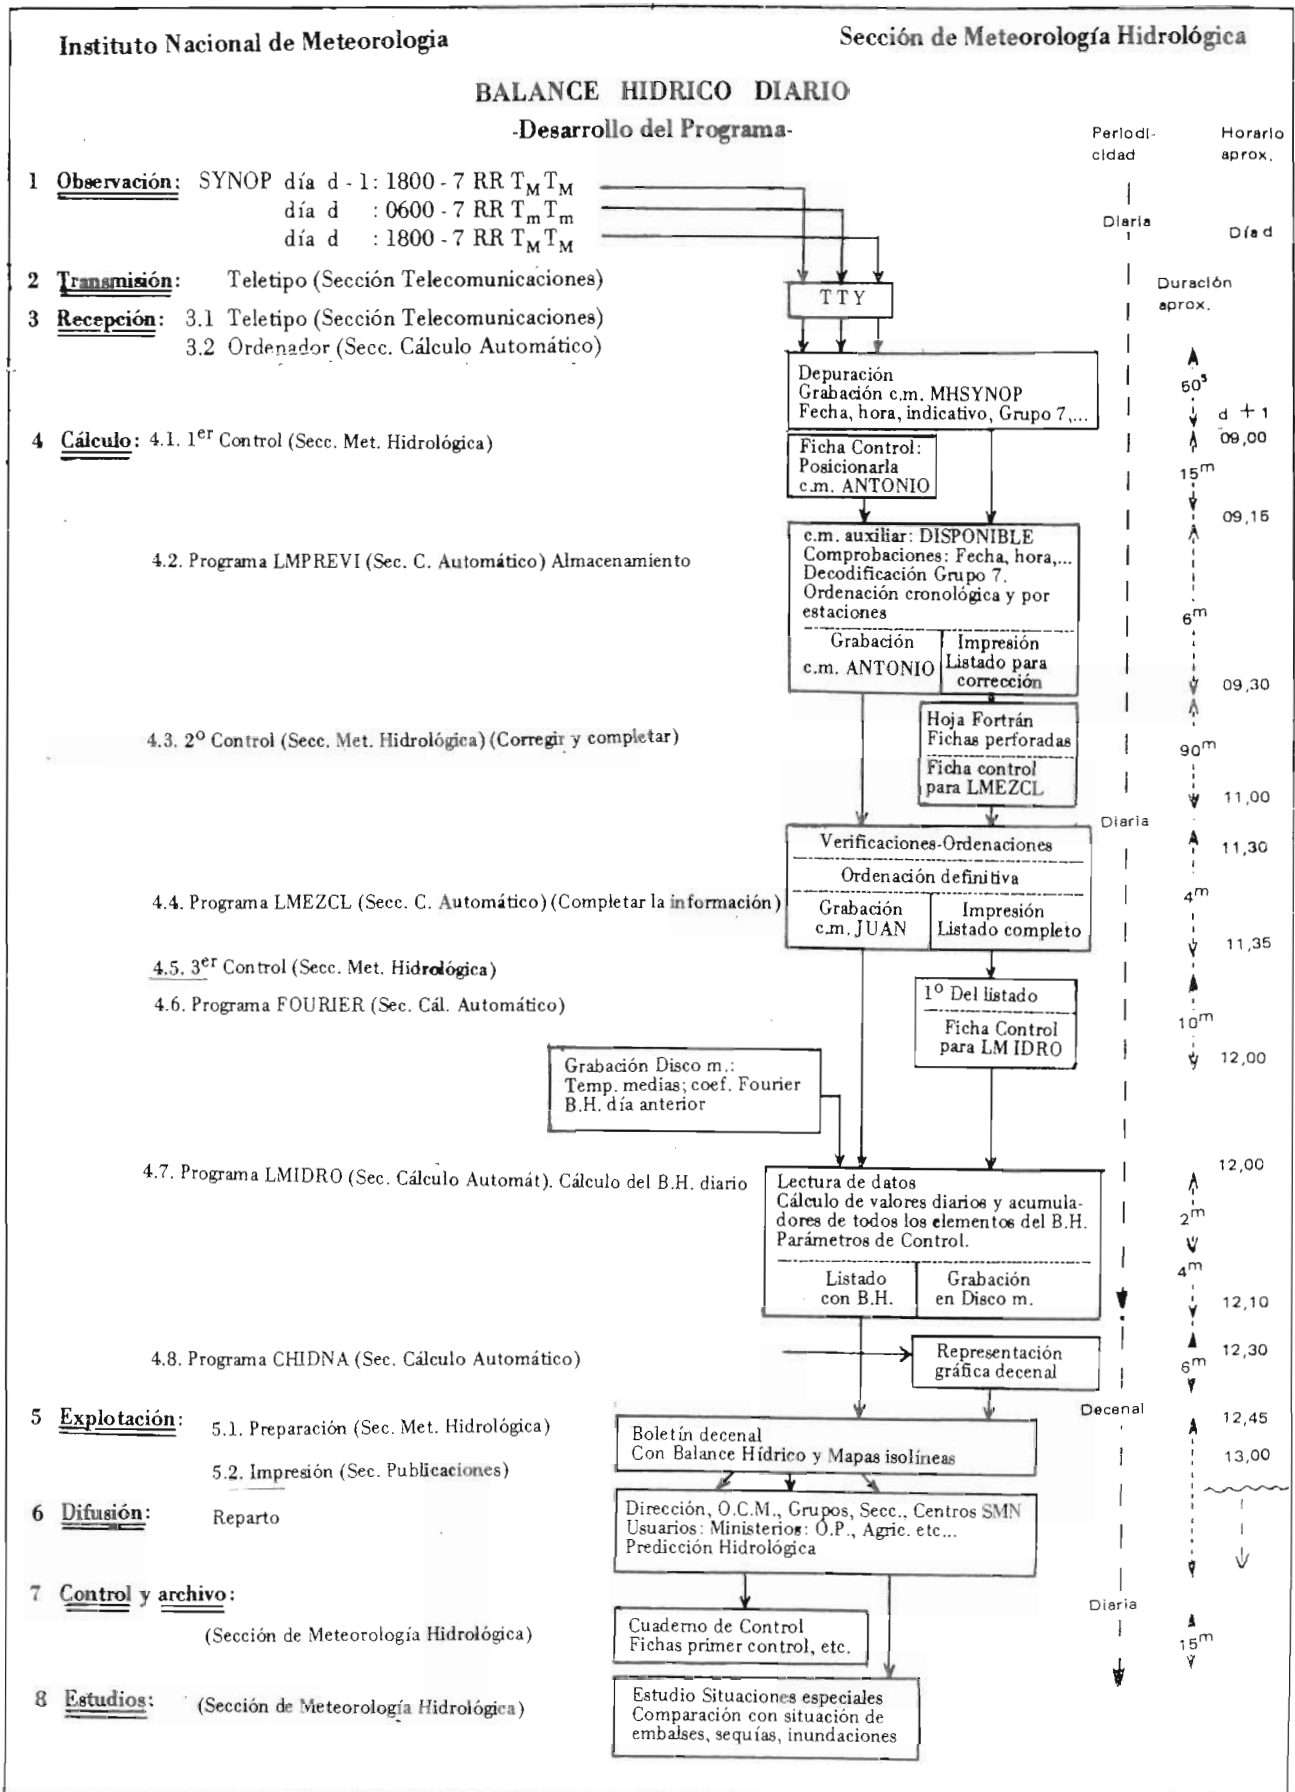 Instituto Nacional de Meteorologia
Sección de Meteorología Hidrológica
BALANCE HIDRICO DIARIO
-Desarrollo del Programa-
Periodi-
cidad
Horario
aprox.
1 Observación: SYNOP día d - 1: 1800 - 7 RR T_M T_M
día d : 0600 - 7 RR T_m T_m
día d : 1800 - 7 RR T_M T_M
Diaria
Día d
2 Transmisión: Teletipo (Sección Telecomunicaciones)
TTY
Duración
aprox.
3 Recepción: 3.1 Teletipo (Sección Telecomunicaciones)
3.2 Ordenador (Secc. Cálculo Automático)
Depuración
Grabación c.m. MHSYNOP
Fecha, hora, indicativo, Grupo 7,...
50s
d + 1
09,00
4 Cálculo: 4.1. 1er Control (Secc. Met. Hidrológica)
Ficha Control:
Posicionarla
c.m. ANTONIO
15m
09,15
4.2. Programa LMPREVI (Sec. C. Automático) Almacenamiento
c.m. auxiliar: DISPONIBLE
Comprobaciones: Fecha, hora,...
Decodificación Grupo 7.
Ordenación cronológica y por
estaciones
Grabación
c.m. ANTONIO
Impresión
Listado para
corrección
6m
09,30
4.3. 2º Control (Secc. Met. Hidrológica) (Corregir y completar)
Hoja Fortrán
Fichas perforadas
Ficha control
para LMEZCL
90m
11,00
Diaria
Verificaciones-Ordenaciones
Ordenación definitiva
11,30
4.4. Programa LMEZCL (Secc. C. Automático) (Completar la información)
Grabación
c.m. JUAN
Impresión
Listado completo
4m
11,35
4.5. 3er Control (Secc. Met. Hidrológica)
4.6. Programa FOURIER (Sec. Cál. Automático)
1º Del listado
Ficha Control
para LM IDRO
10m
12,00
Grabación Disco m.:
Temp. medias; coef. Fourier
B.H. día anterior
12,00
4.7. Programa LMIDRO (Sec. Cálculo Automát). Cálculo del B.H. diario
Lectura de datos
Cálculo de valores diarios y acumula-
dores de todos los elementos del B.H.
Parámetros de Control.
Listado
con B.H.
Grabación
en Disco m.
2m
4m
12,10
4.8. Programa CHIDNA (Sec. Cálculo Automático)
Representación
gráfica decenal
12,30
6m
Decenal
5 Explotación: 5.1. Preparación (Sec. Met. Hidrológica)
5.2. Impresión (Sec. Publicaciones)
Boletín decenal
Con Balance Hídrico y Mapas isolíneas
12,45
13,00
6 Difusión: Reparto
Dirección, O.C.M., Grupos, Secc., Centros SMN
Usuarios: Ministerios: O.P., Agric. etc...
Predicción Hidrológica
7 Control y archivo:
(Sección de Meteorología Hidrológica)
Cuaderno de Control
Fichas primer control, etc.
Diaria
15m
8 Estudios: (Sección de Meteorología Hidrológica)
Estudio Situaciones especiales
Comparación con situación de
embalses, sequías, inundaciones